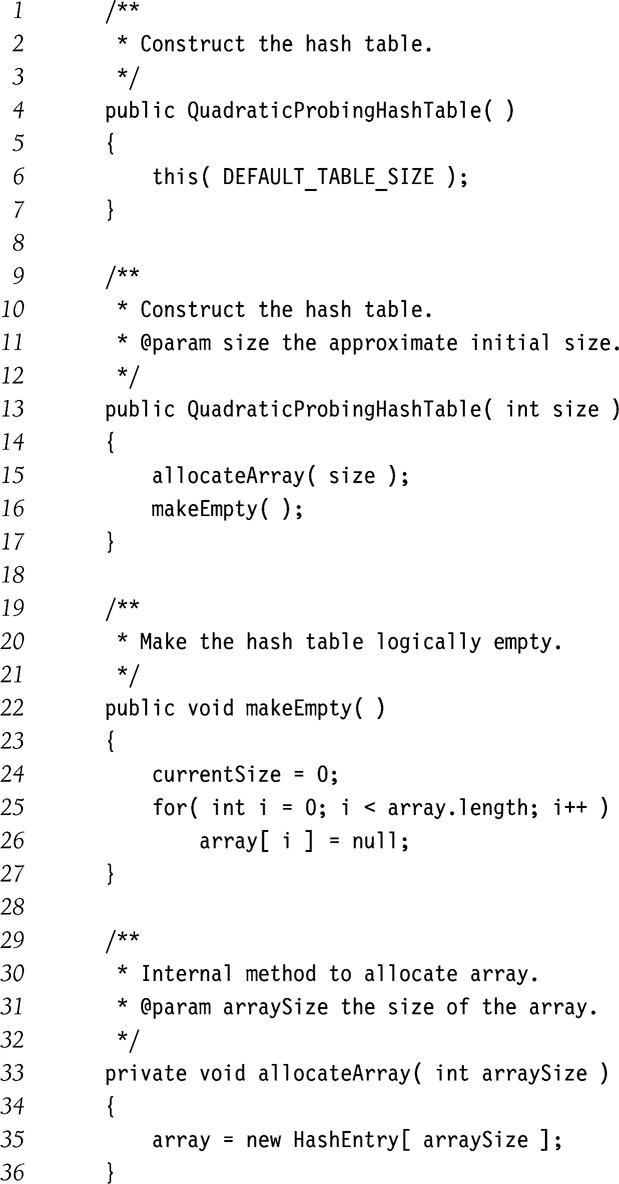 1 /**
2 * Construct the hash table.
3 */
4 public QuadraticProbingHashTable( )
5 {
6 this( DEFAULT_TABLE_SIZE );
7 }
8
9 /**
10 * Construct the hash table.
11 * @param size the approximate initial size.
12 */
13 public QuadraticProbingHashTable( int size )
14 {
15 allocateArray( size );
16 makeEmpty( );
17 }
18
19 /**
20 * Make the hash table logically empty.
21 */
22 public void makeEmpty( )
23 {
24 currentSize = 0;
25 for( int i = 0; i < array.length; i++ )
26 array[ i ] = null;
27 }
28
29 /**
30 * Internal method to allocate array.
31 * @param arraySize the size of the array.
32 */
33 private void allocateArray( int arraySize )
34 {
35 array = new HashEntry[ arraySize ];
36 }